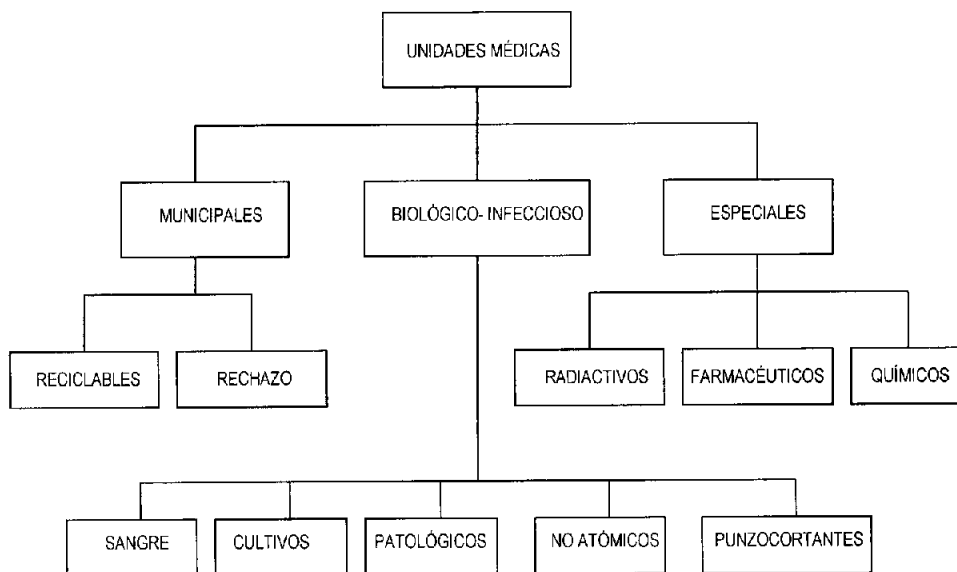 UNIDADES MÉDICAS
MUNICIPALES
BIOLÓGICO- INFECCIOSO
ESPECIALES
RECICLABLES
RECHAZO
RADIACTIVOS
FARMACÉUTICOS
QUÍMICOS
SANGRE
CULTIVOS
PATOLÓGICOS
NO ATÓMICOS
PUNZOCORTANTES